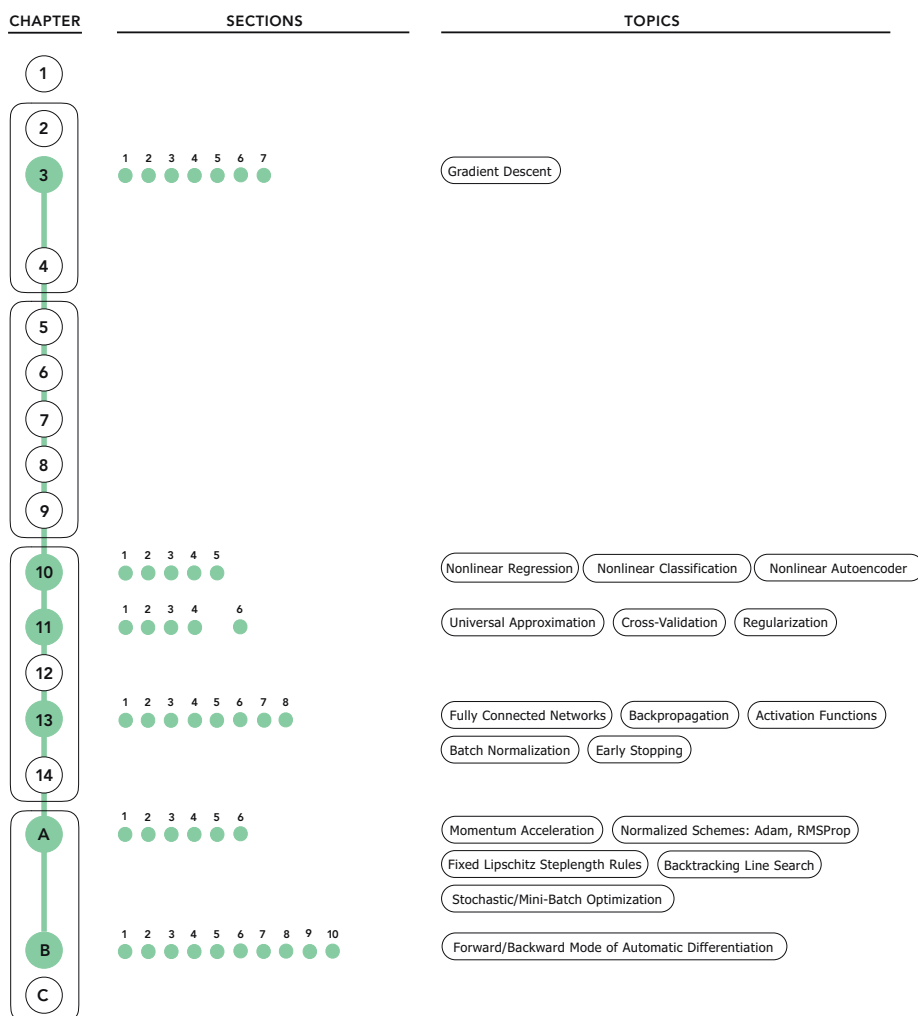 CHAPTER SECTIONS TOPICS
1
2
1 2 3 4 5 6 7
3 Gradient Descent
4
5
6
7
8
9
1 2 3 4 5
10 Nonlinear Regression Nonlinear Classification Nonlinear Autoencoder
1 2 3 4 6
11 Universal Approximation Cross-Validation Regularization
12
1 2 3 4 5 6 7 8
13 Fully Connected Networks Backpropagation Activation Functions
Batch Normalization Early Stopping
14
1 2 3 4 5 6
A Momentum Acceleration Normalized Schemes: Adam, RMSProp
Fixed Lipschitz Steplength Rules Backtracking Line Search
Stochastic/Mini-Batch Optimization
1 2 3 4 5 6 7 8 9 10
B Forward/Backward Mode of Automatic Differentiation
C